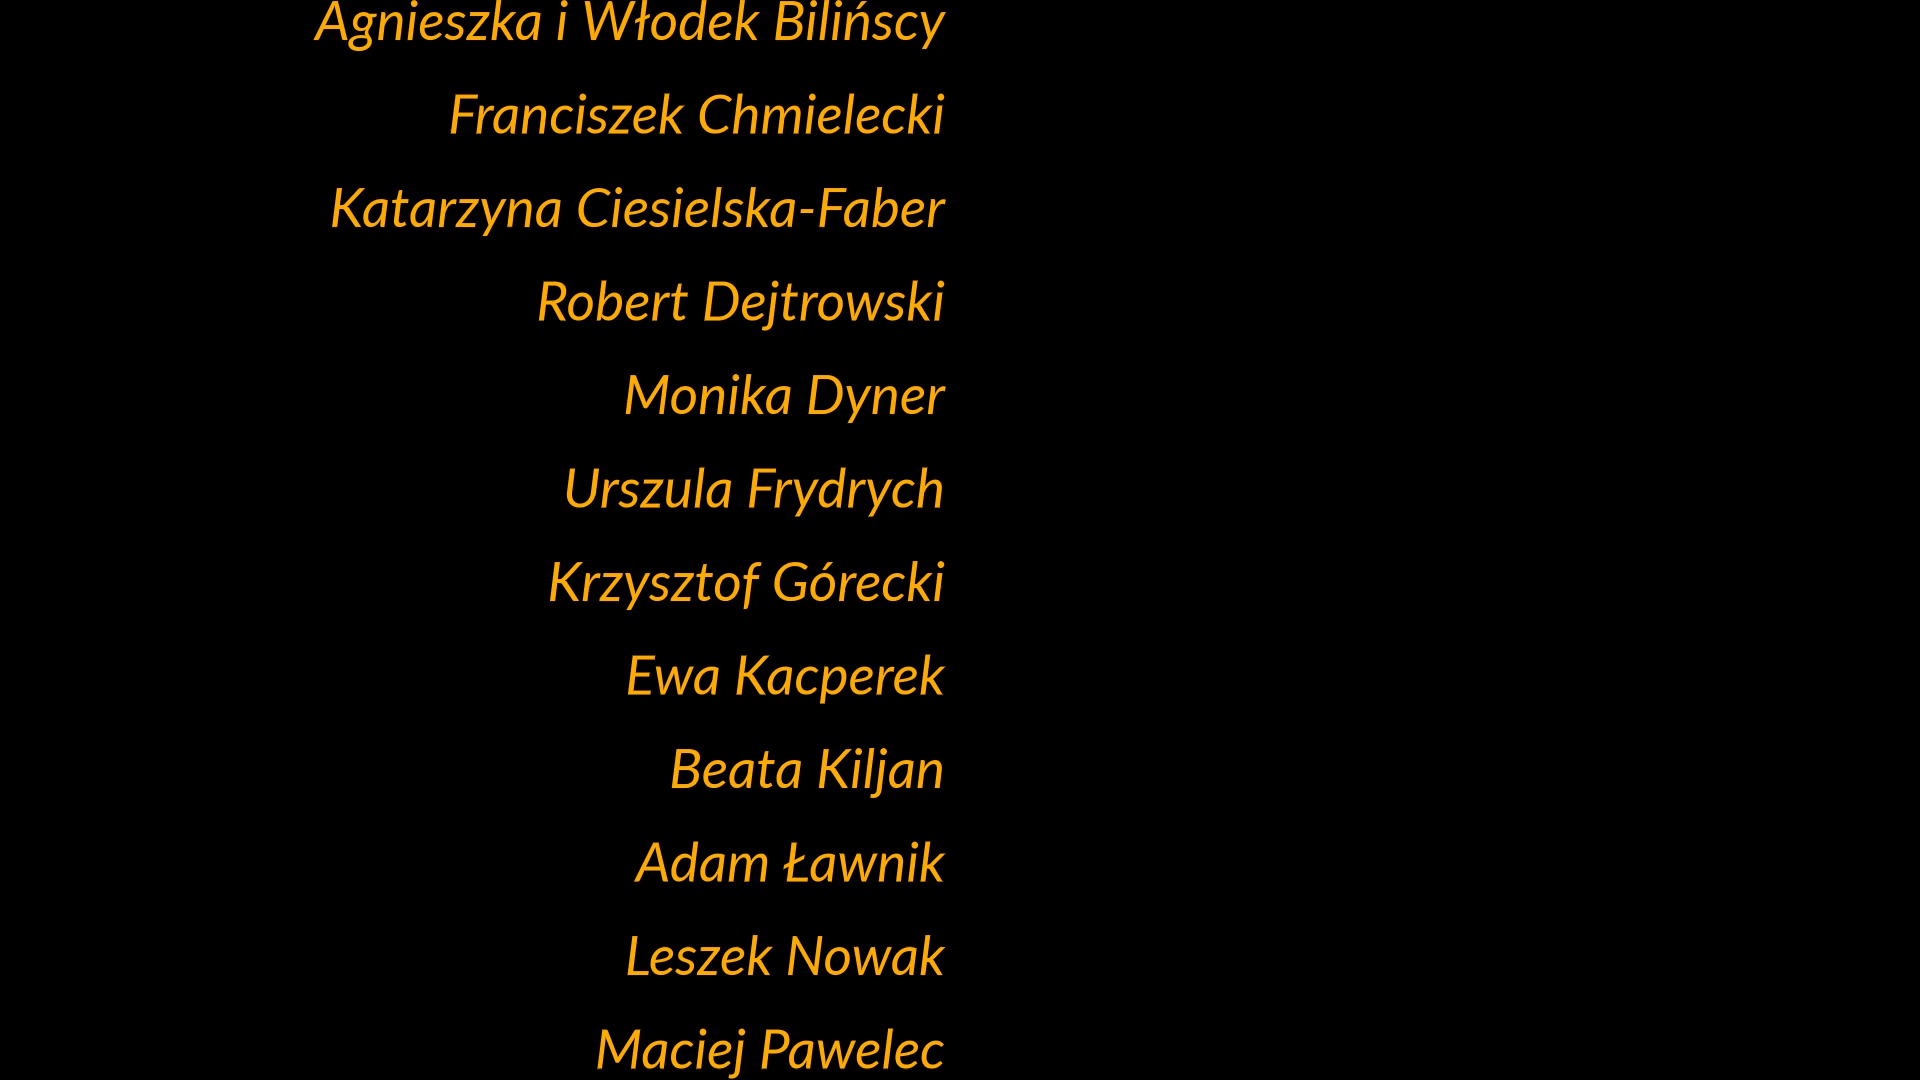 Agnieszka i Włodek Bilińscy
Franciszek Chmielecki
Katarzyna Ciesielska-Faber
Robert Dejtrowski
Monika Dyner
Urszula Frydrych
Krzysztof Górecki
Ewa Kacperek
Beata Kiljan
Adam Ławnik
Leszek Nowak
Maciej Pawelec